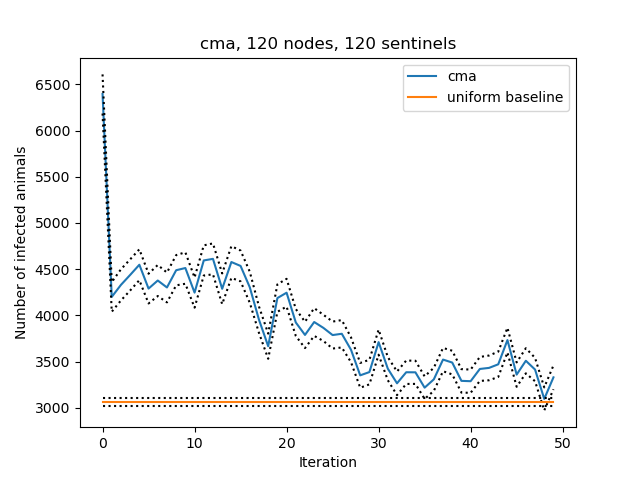 cma, 120 nodes, 120 sentinels
cma
uniform baseline
6500
6000
5500
5000
4500
4000
3500
3000
Number of infected animals
0
10
20
30
40
50
Iteration